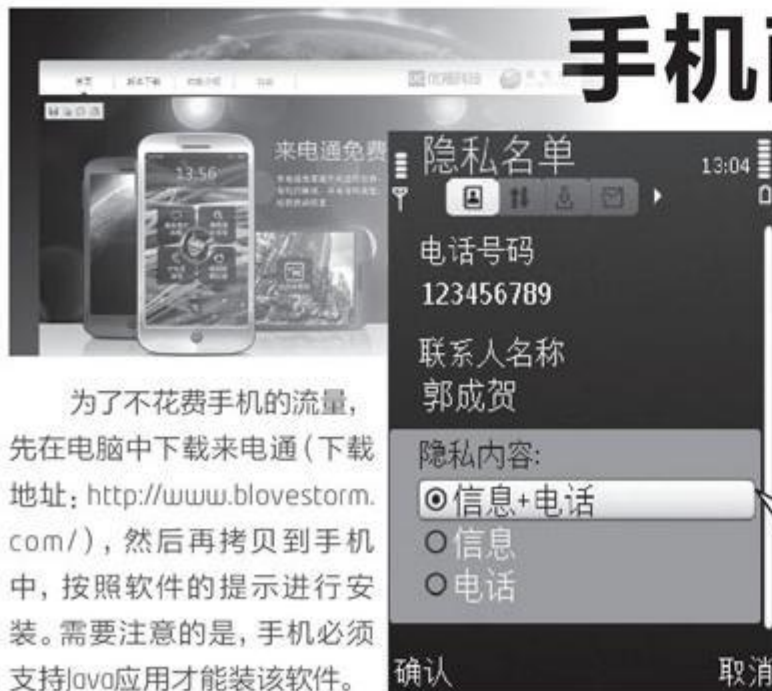 手机
首页
来电通免费
13:56
隐私名单
13:04
电话号码
123456789
联系人名称
郭成贺
隐私内容:
信息+电话
信息
电话
确认
取消
为了不花费手机的流量，
先在电脑中下载来电通（下载
地址：http://www.blovestorm.
com/），然后再拷贝到手机
中，按照软件的提示进行安
装。需要注意的是，手机必须
支持Java应用才能装该软件。